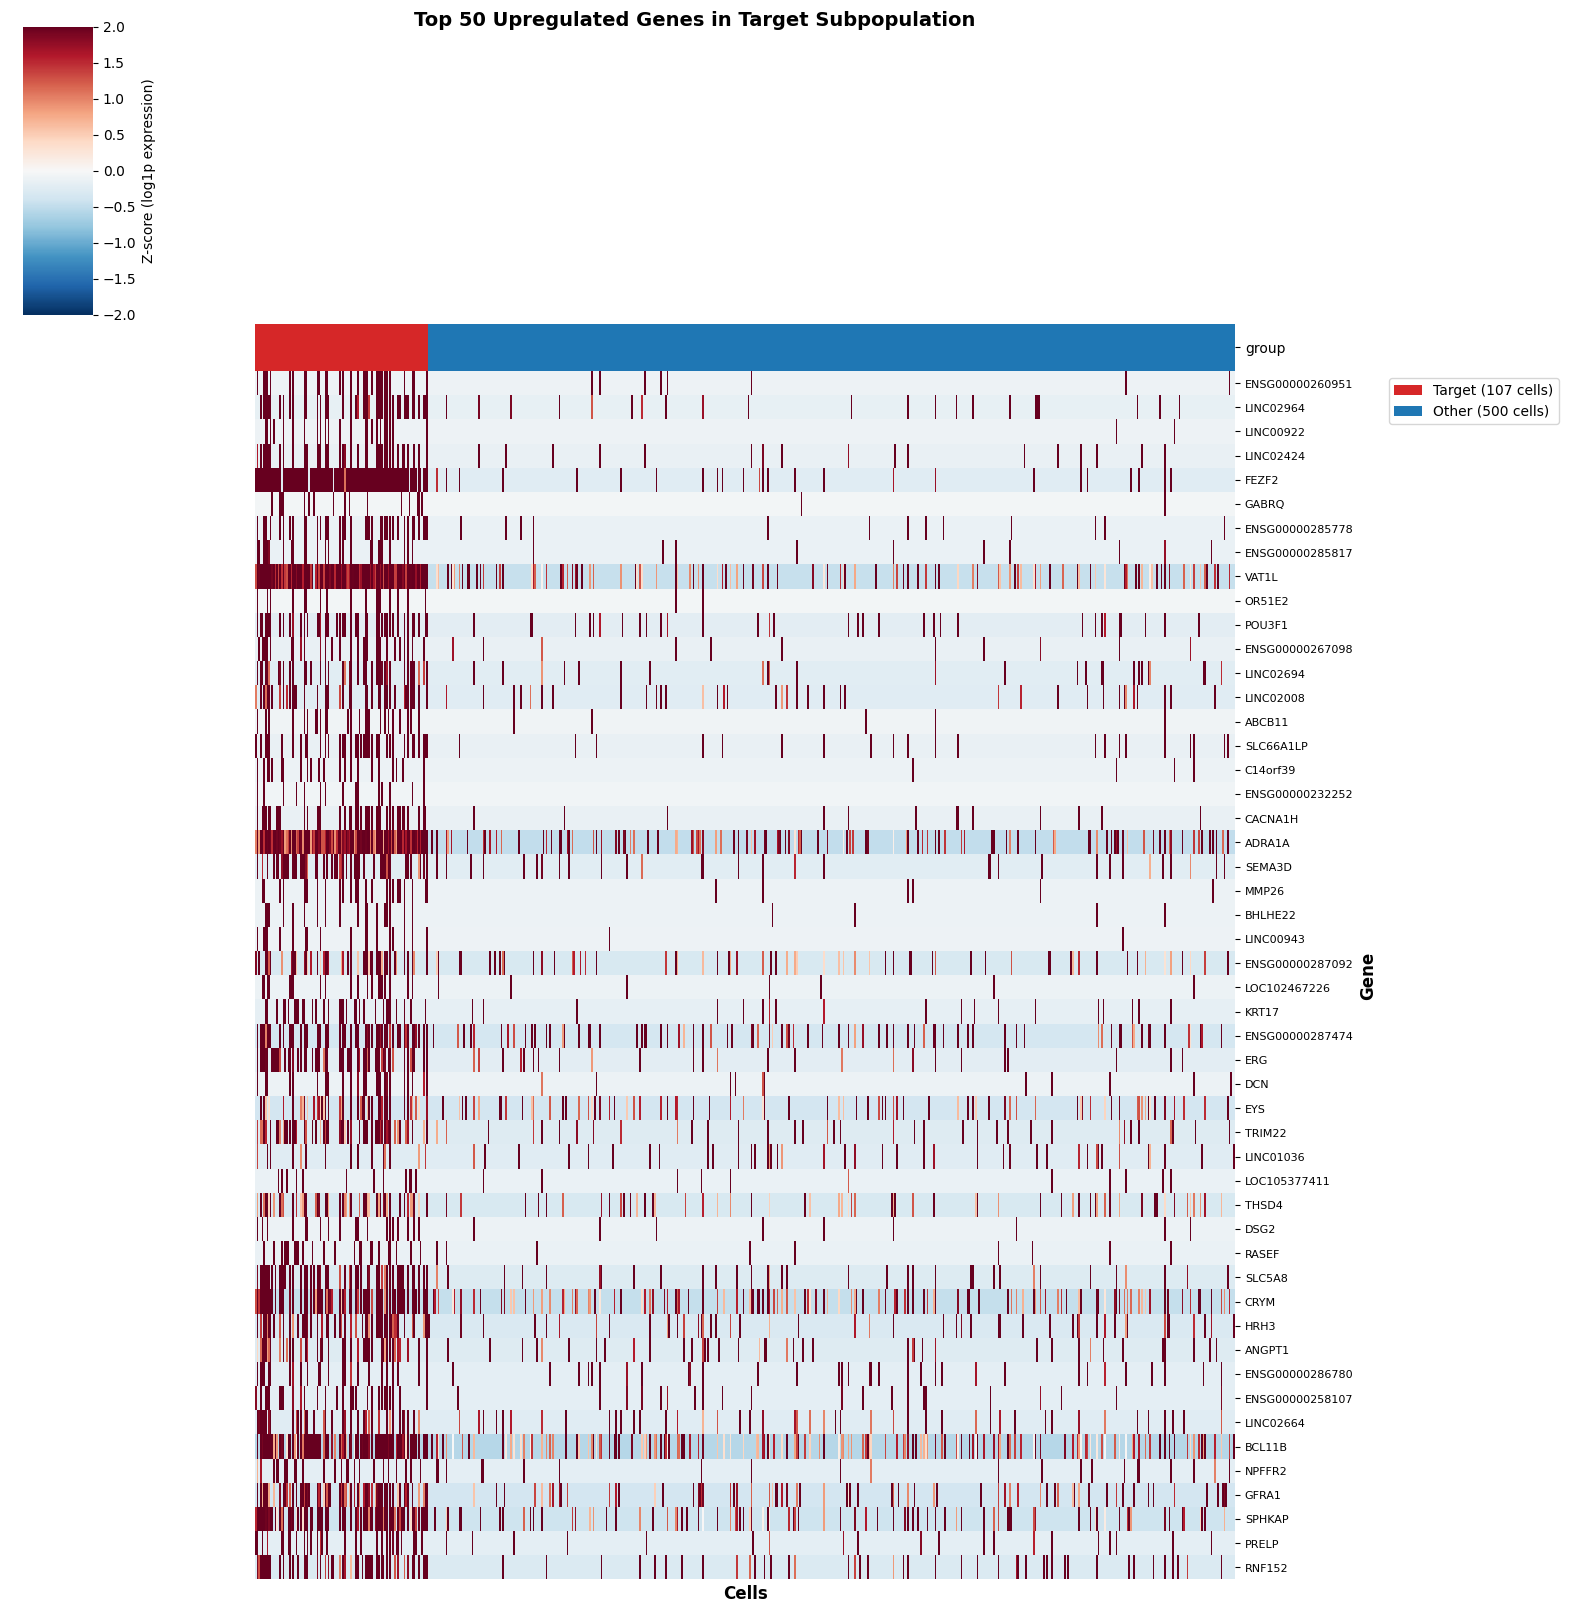 Top 50 Upregulated Genes in Target Subpopulation
2.0
1.5
1.0
0.5
0.0
−0.5
−1.0
−1.5
−2.0
Z-score (log1p expression)
group
Target (107 cells)
Other (500 cells)
ENSG00000260951
LINC02964
LINC00922
LINC02424
FEZF2
GABRQ
ENSG00000285778
ENSG00000285817
VAT1L
OR51E2
POU3F1
ENSG00000267098
LINC02694
LINC02008
ABCB11
SLC66A1LP
C14orf39
ENSG00000232252
CACNA1H
ADRA1A
SEMA3D
MMP26
BHLHE22
LINC00943
ENSG00000287092
LOC102467226
KRT17
ENSG00000287474
ERG
DCN
EYS
TRIM22
LINC01036
LOC105377411
THSD4
DSG2
RASEF
SLC5A8
CRYM
HRH3
ANGPT1
ENSG00000286780
ENSG00000258107
LINC02664
BCL11B
NPFFR2
GFRA1
SPHKAP
PRELP
RNF152
Gene
Cells